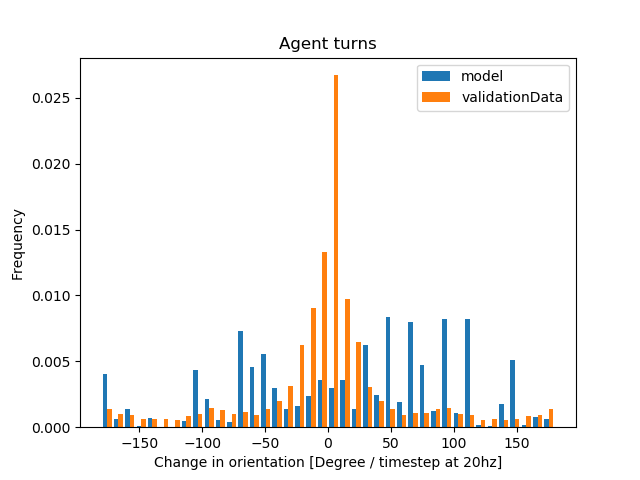 Agent turns
model
validationData
Frequency
0.025
0.020
0.015
0.010
0.005
0.000
−150
−100
−50
0
50
100
150
Change in orientation [Degree / timestep at 20hz]